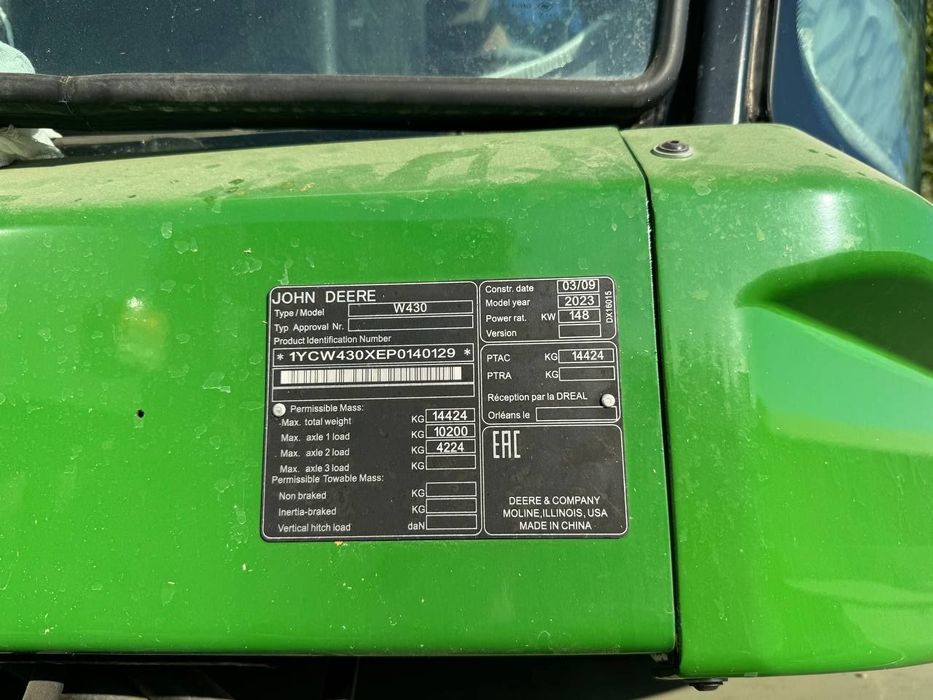 JOHN DEERE
Type / Model W430
Typ Approval Nr.
Product Identification Number
* 1YCW430XEP0140129 *
Permissible Mass:
Max. total weight KG 14424
Max. axle 1 load KG 10200
Max. axle 2 load KG 4224
Max. axle 3 load KG
Permissible Towable Mass:
Non braked KG
Inertia-braked KG
Vertical hitch load daN
Constr. date 03/09
Model year 2023
Power rat. KW 148
Version
DX16015
PTAC KG 14424
PTRA KG
Réception par la DREAL
Orléans le
EAC
DEERE & COMPANY
MOLINE, ILLINOIS, USA
MADE IN CHINA